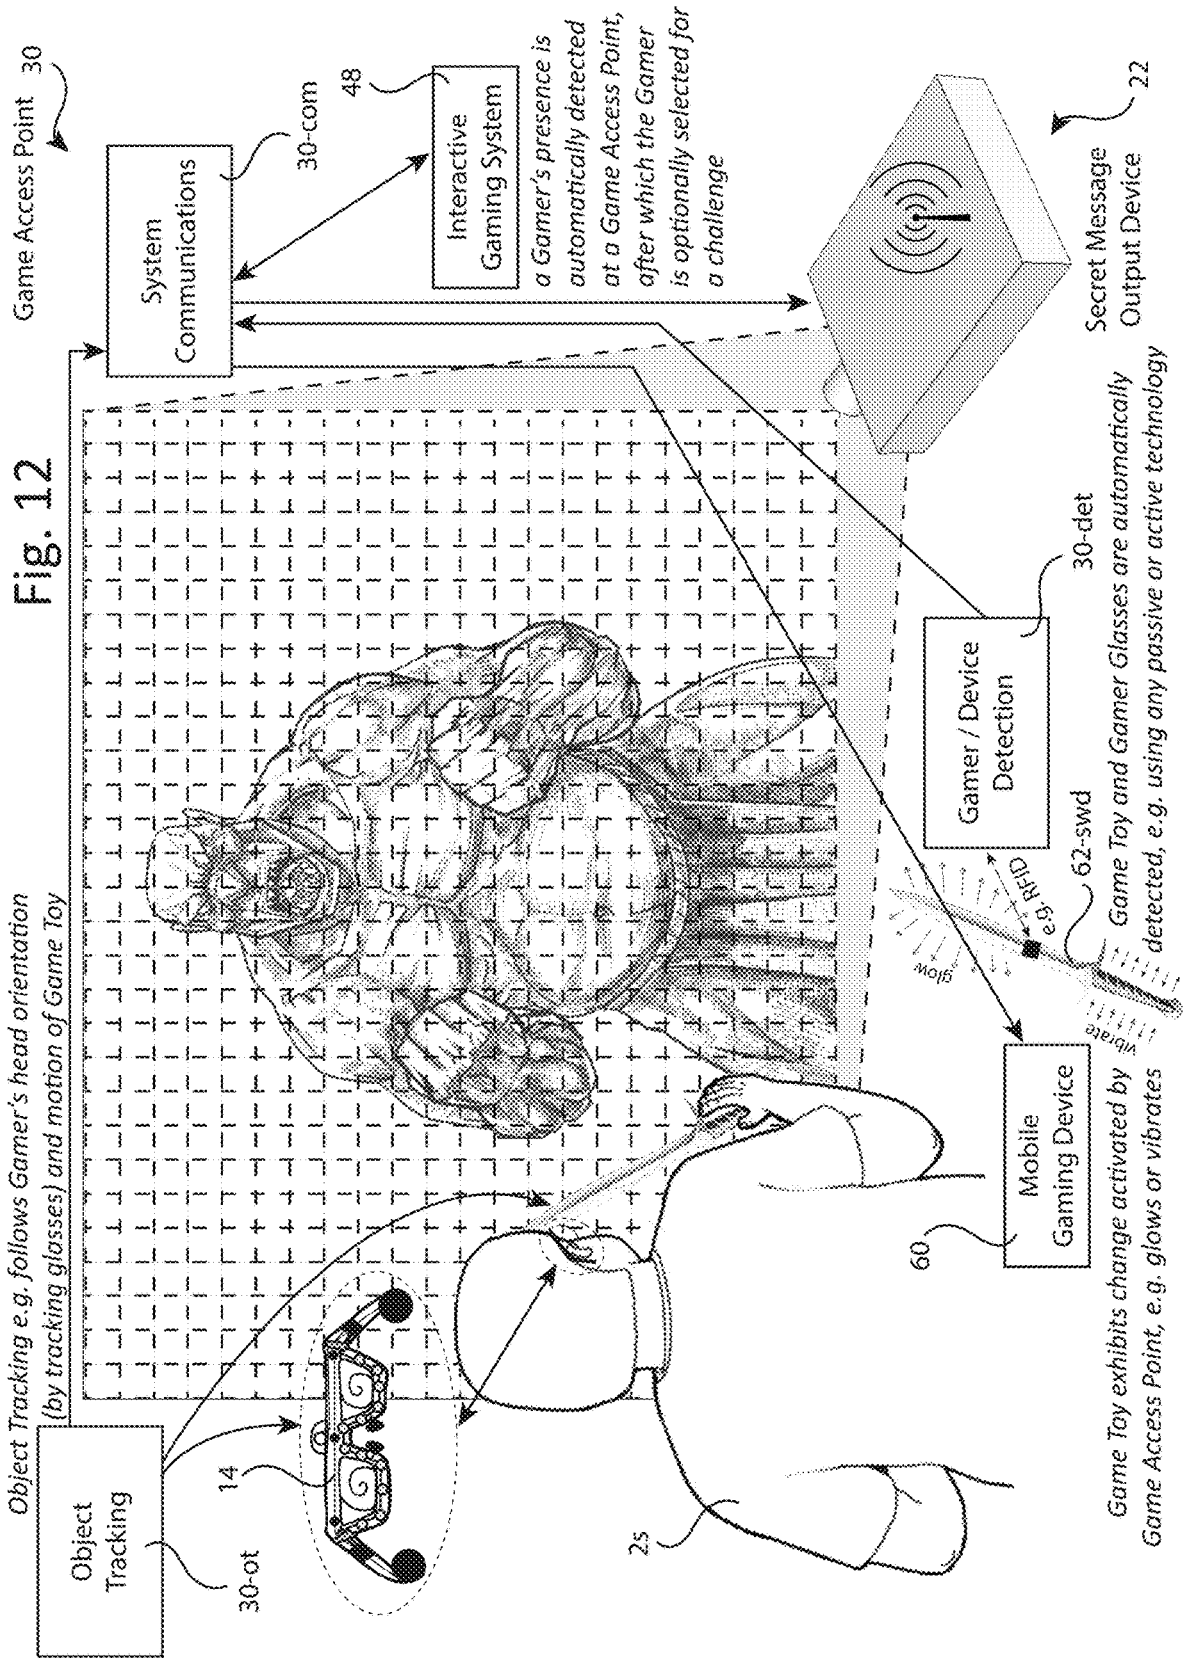 Fig. 12
Game Access Point
30
Object Tracking e.g. follows Gamer's head orientation
(by tracking glasses) and motion of Game Toy
Object
Tracking
30-ot
14
2s
System
Communications
30-com
48
Interactive
Gaming System
a Gamer's presence is
automatically detected
at a Game Access Point,
after which the Gamer
is optionally selected for
a challenge
22
Secret Message
Output Device
Gamer / Device
Detection
30-det
e.g. RFID
62-swd
glow
vibrate
Game Toy and Gamer Glasses are automatically
detected, e.g. using any passive or active technology
60
Mobile
Gaming Device
Game Toy exhibits change activated by
Game Access Point, e.g. glows or vibrates